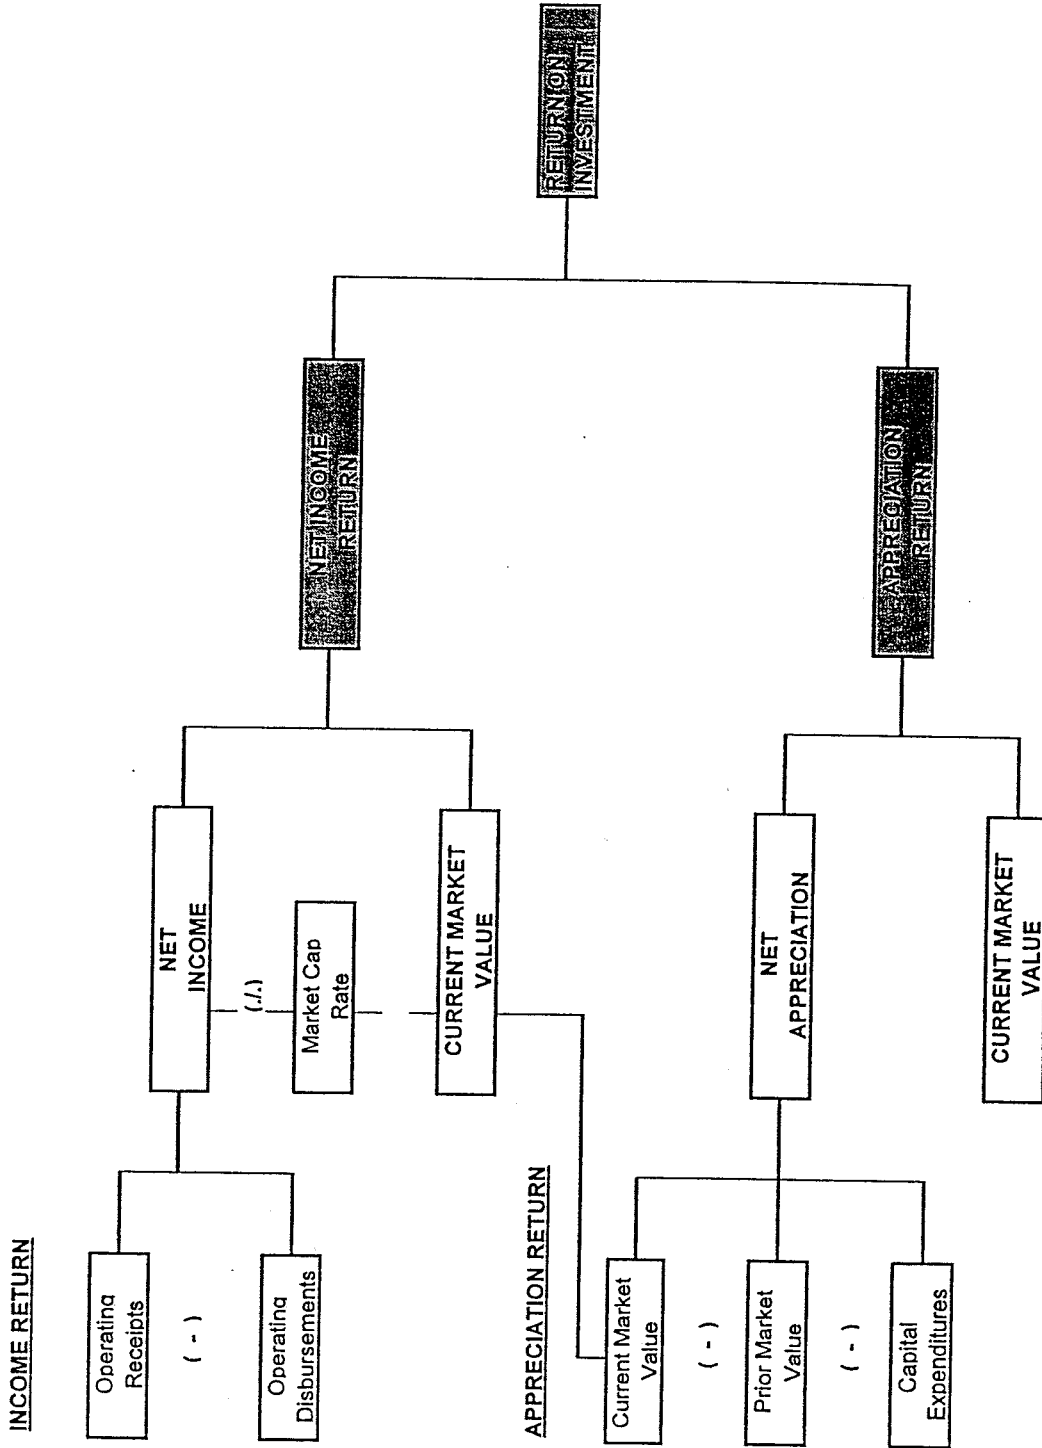 INCOME RETURN
Operating
Receipts
( - )
Operating
Disbursements
NET
INCOME
(./.)
Market Cap
Rate
CURRENT MARKET
VALUE
NET INCOME
RETURN
RETURN ON
INVESTMENT
APPRECIATION RETURN
Current Market
Value
( - )
Prior Market
Value
( - )
Capital
Expenditures
NET
APPRECIATION
CURRENT MARKET
VALUE
APPRECIATION
RETURN